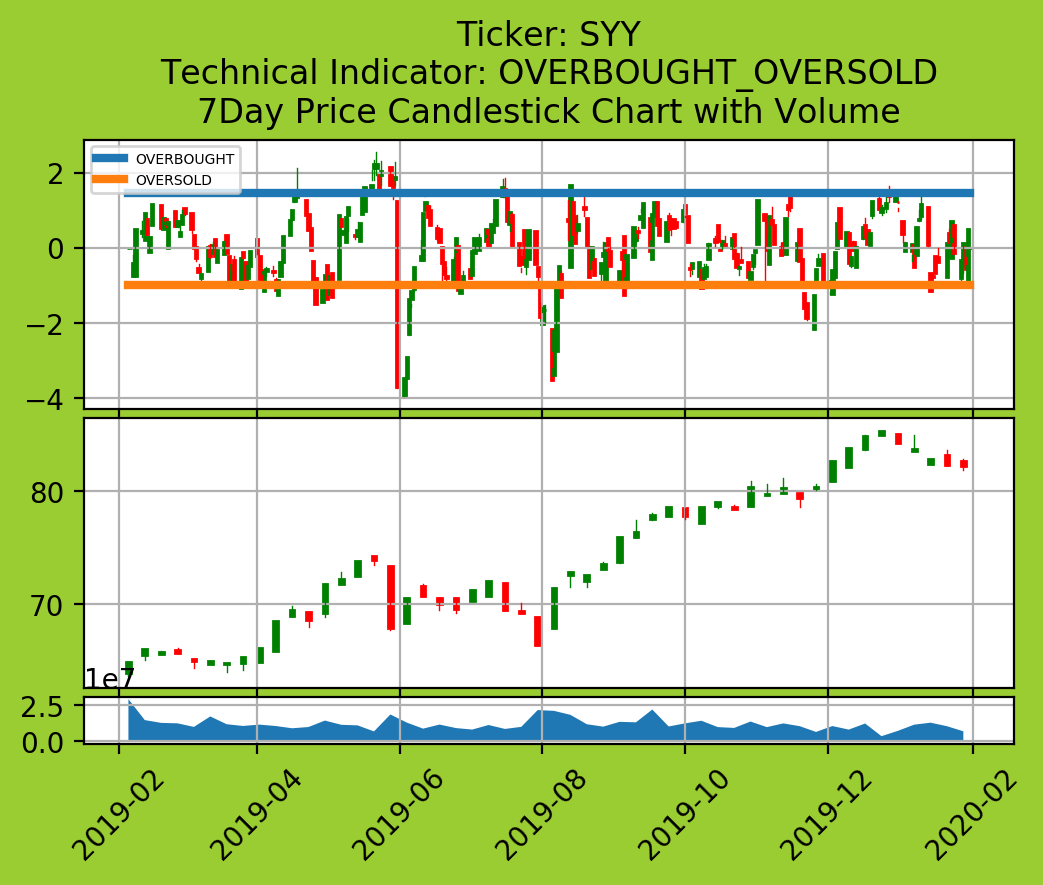 Ticker: SYY
Technical Indicator: OVERBOUGHT_OVERSOLD
7Day Price Candlestick Chart with Volume
OVERBOUGHT
OVERSOLD
2
0
−2
−4
80
70
1e7
2.5
0.0
2019-02
2019-04
2019-06
2019-08
2019-10
2019-12
2020-02